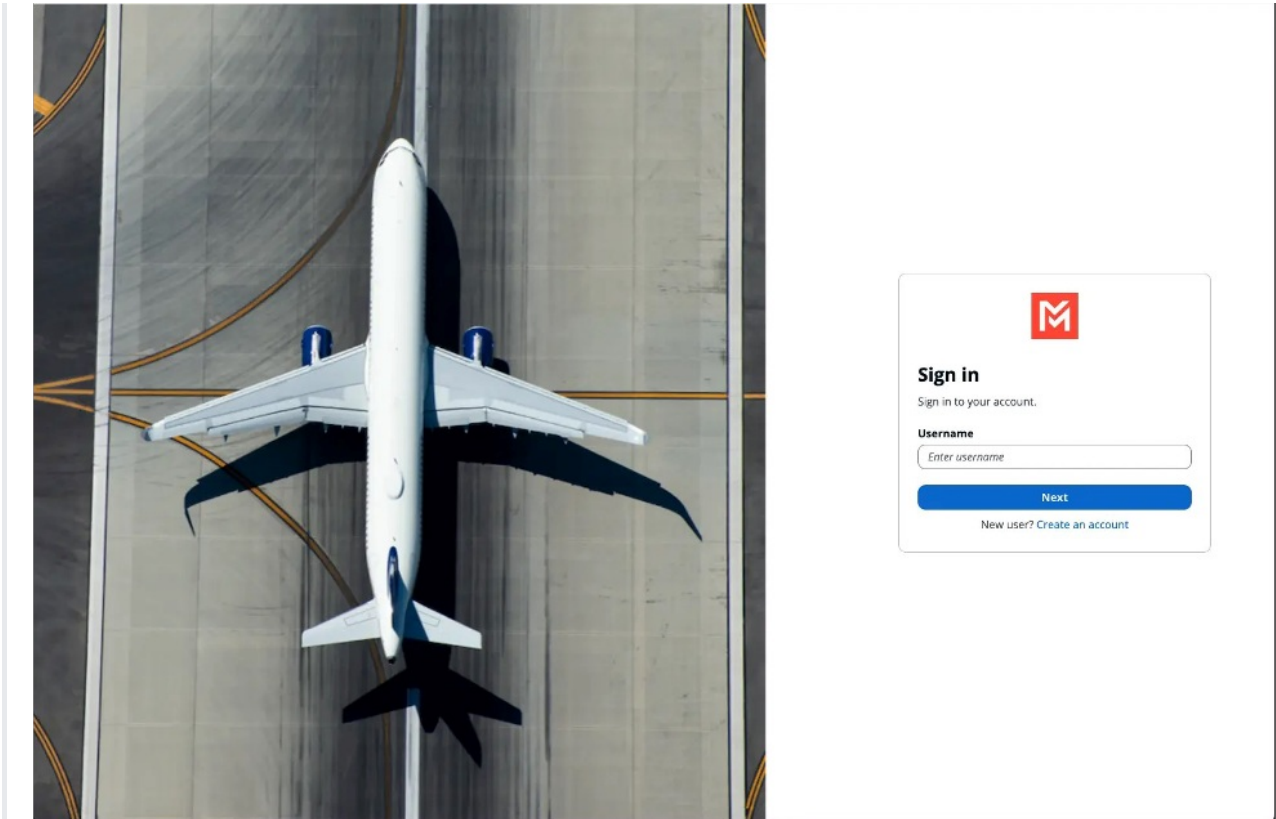 Sign in
Sign in to your account.
Username
Enter username
Next
New user? Create an account